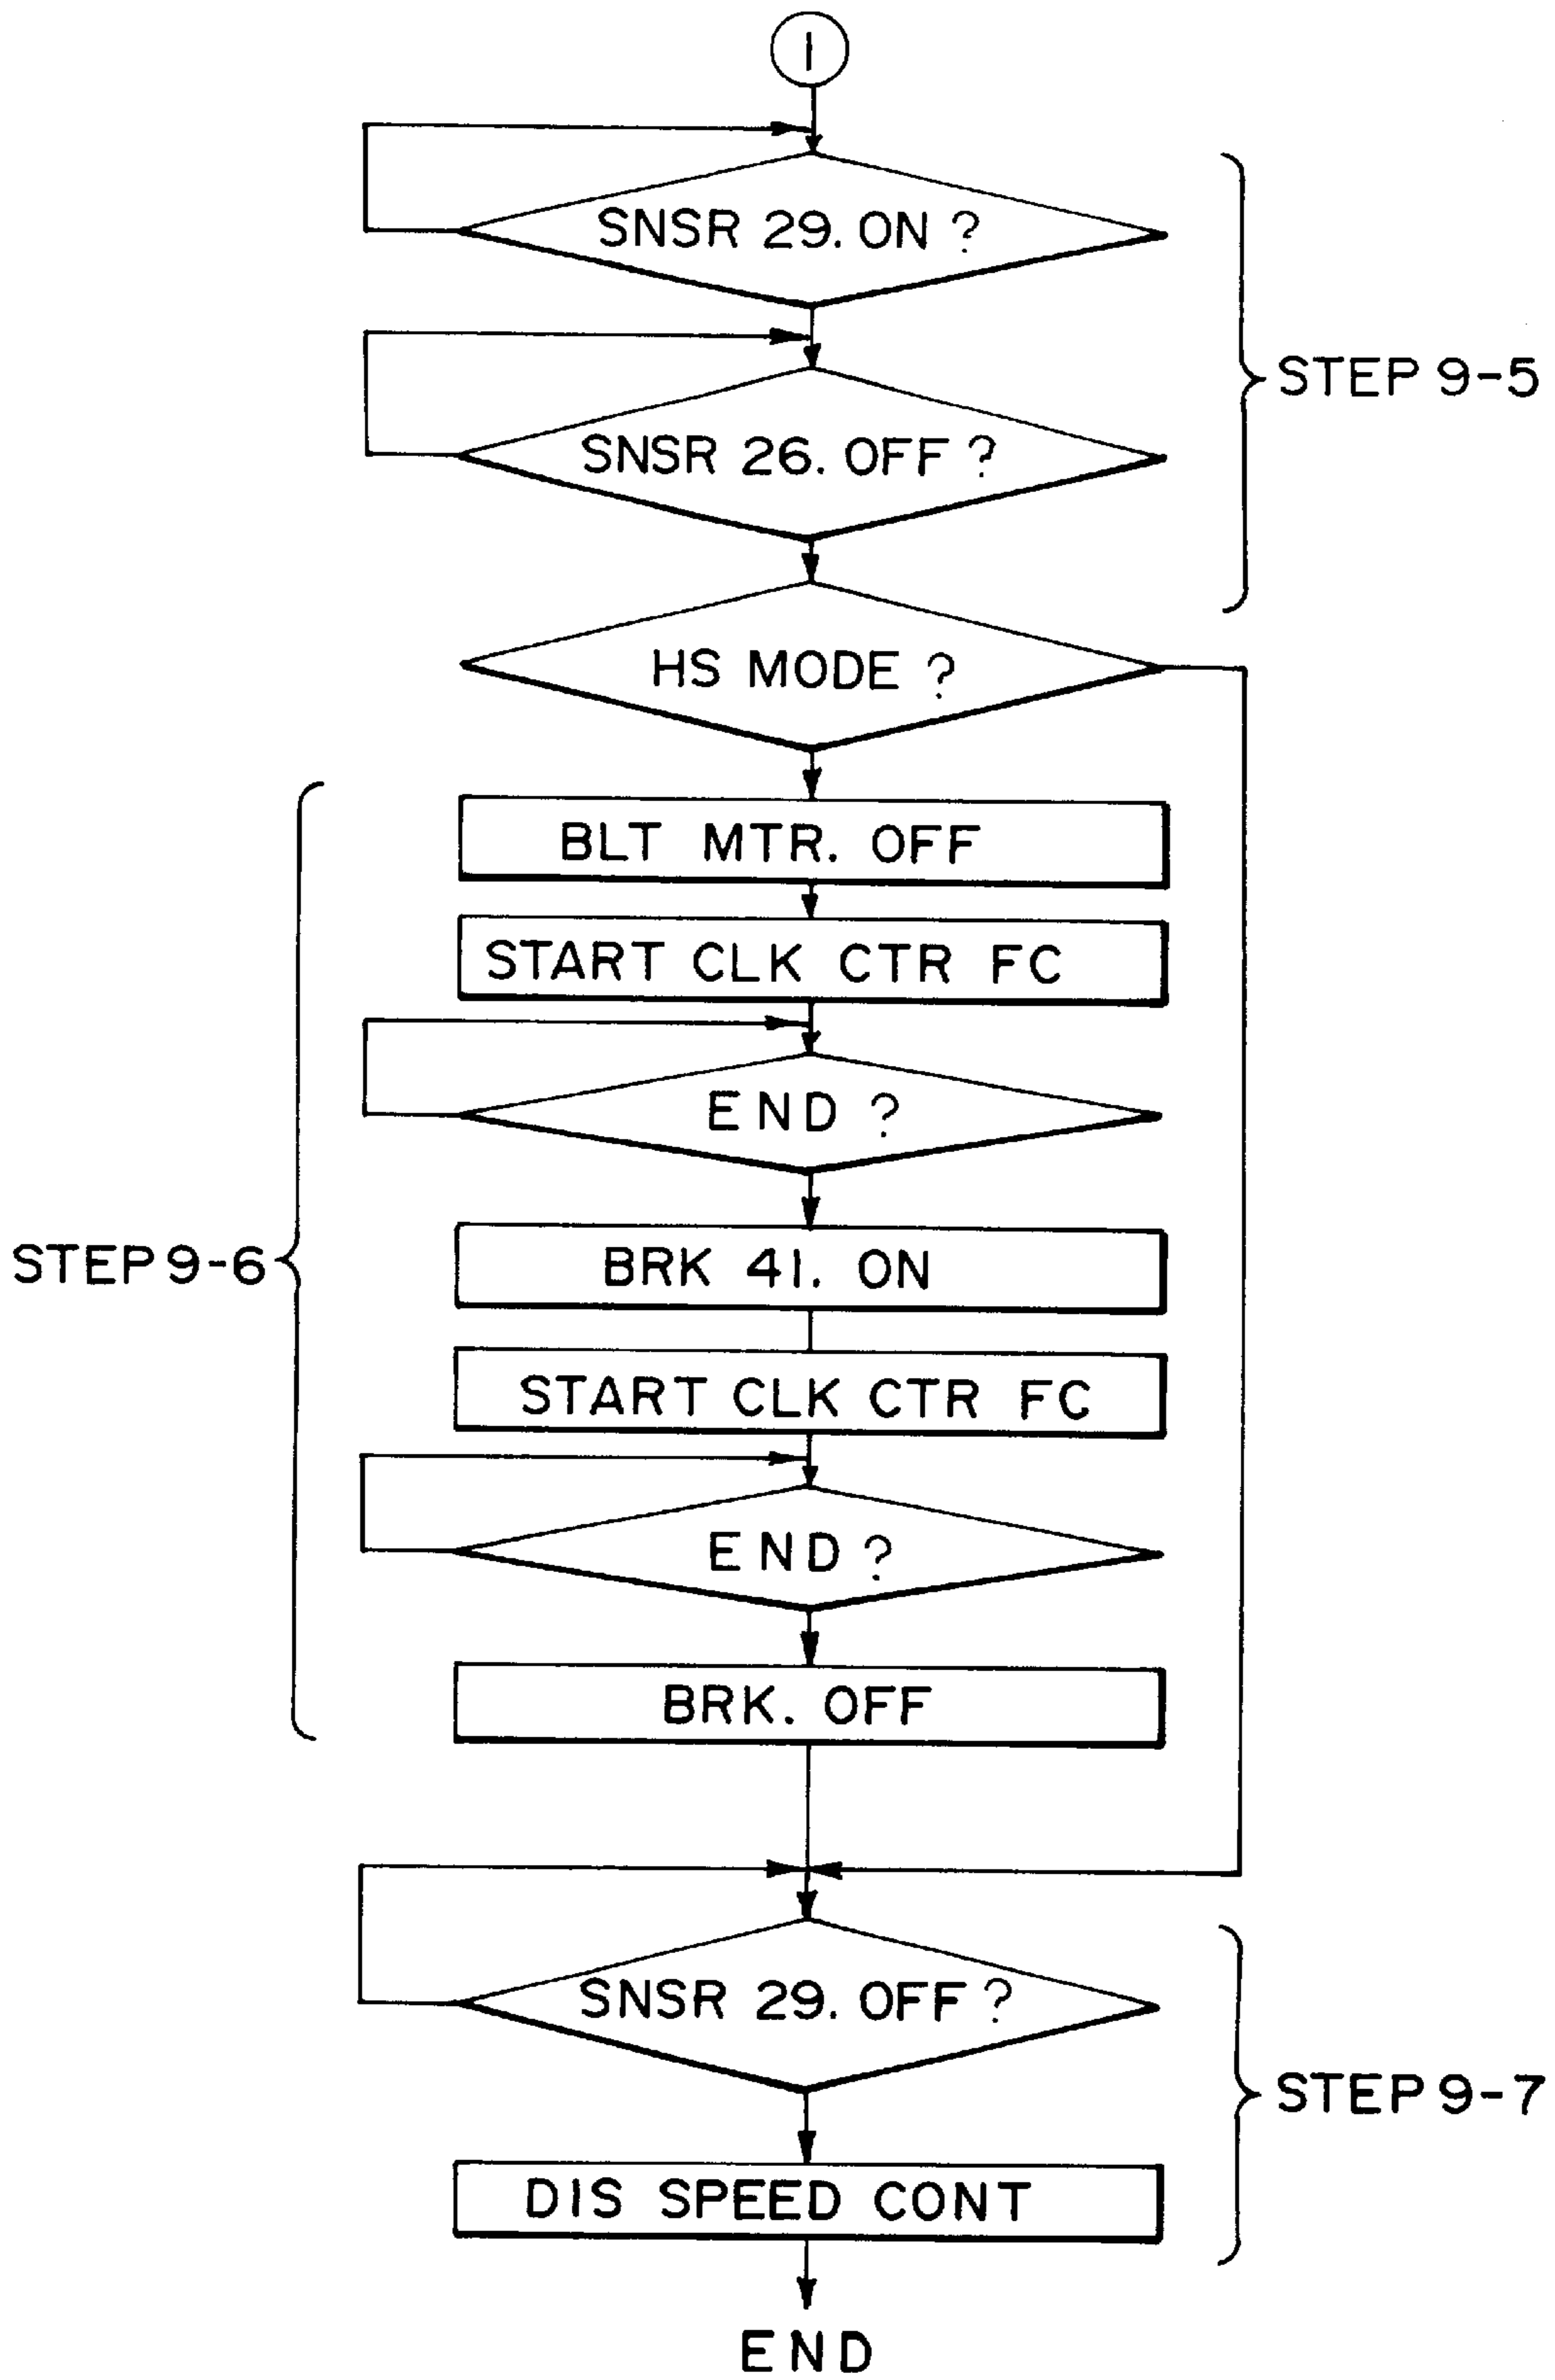 1
SNSR 29. ON ?
STEP 9-5
SNSR 26. OFF ?
HS MODE ?
BLT MTR. OFF
START CLK CTR FC
END ?
STEP 9-6
BRK 41. ON
START CLK CTR FC
END ?
BRK. OFF
SNSR 29. OFF ?
STEP 9-7
DIS SPEED CONT
END